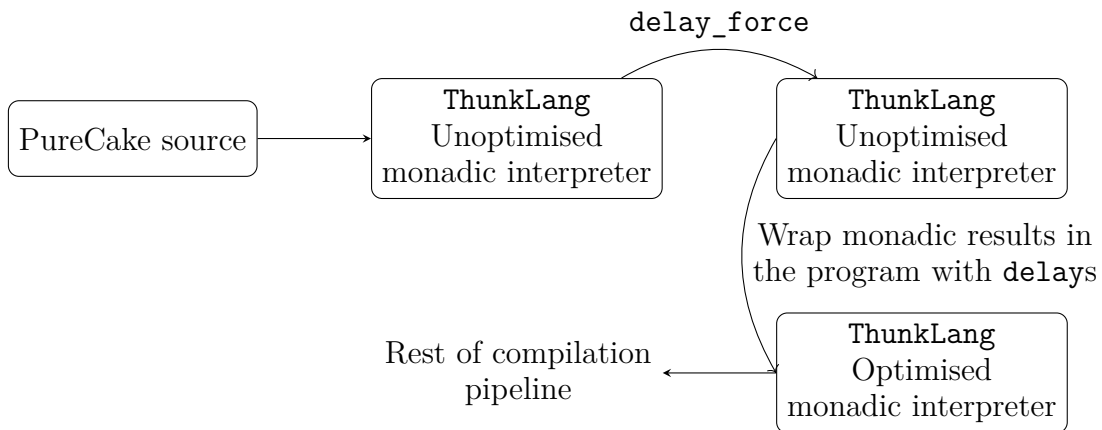 delay_force
PureCake source
ThunkLang
Unoptimised
monadic interpreter
ThunkLang
Unoptimised
monadic interpreter
Wrap monadic results in
the program with delays
ThunkLang
Optimised
monadic interpreter
Rest of compilation
pipeline